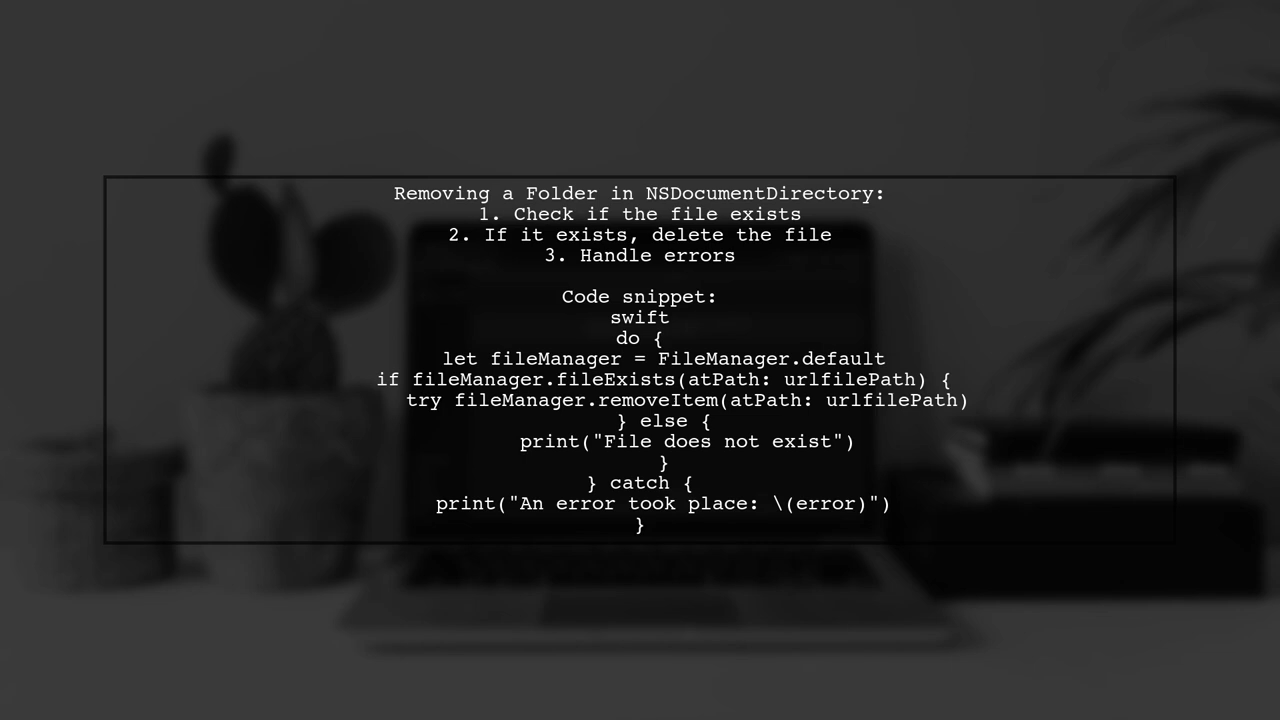 Removing a Folder in NSDocumentDirectory:
1. Check if the file exists
2. If it exists, delete the file
3. Handle errors
Code snippet:
swift
do {
let fileManager = FileManager.default
if fileManager.fileExists(atPath: urlfilePath) {
try fileManager.removeItem(atPath: urlfilePath)
} else {
print("File does not exist")
}
} catch {
print("An error took place: \(error)")
}